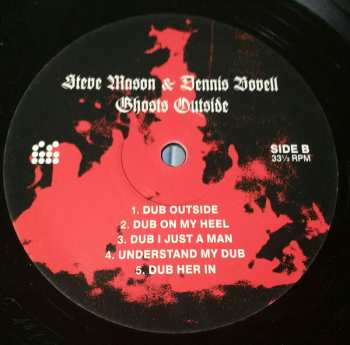 Steve Mason & Dennis Bovell
Ghosts Outside
SIDE B
33⅓ RPM
1. DUB OUTSIDE
2. DUB ON MY HEEL
3. DUB I JUST A MAN
4. UNDERSTAND MY DUB
5. DUB HER IN